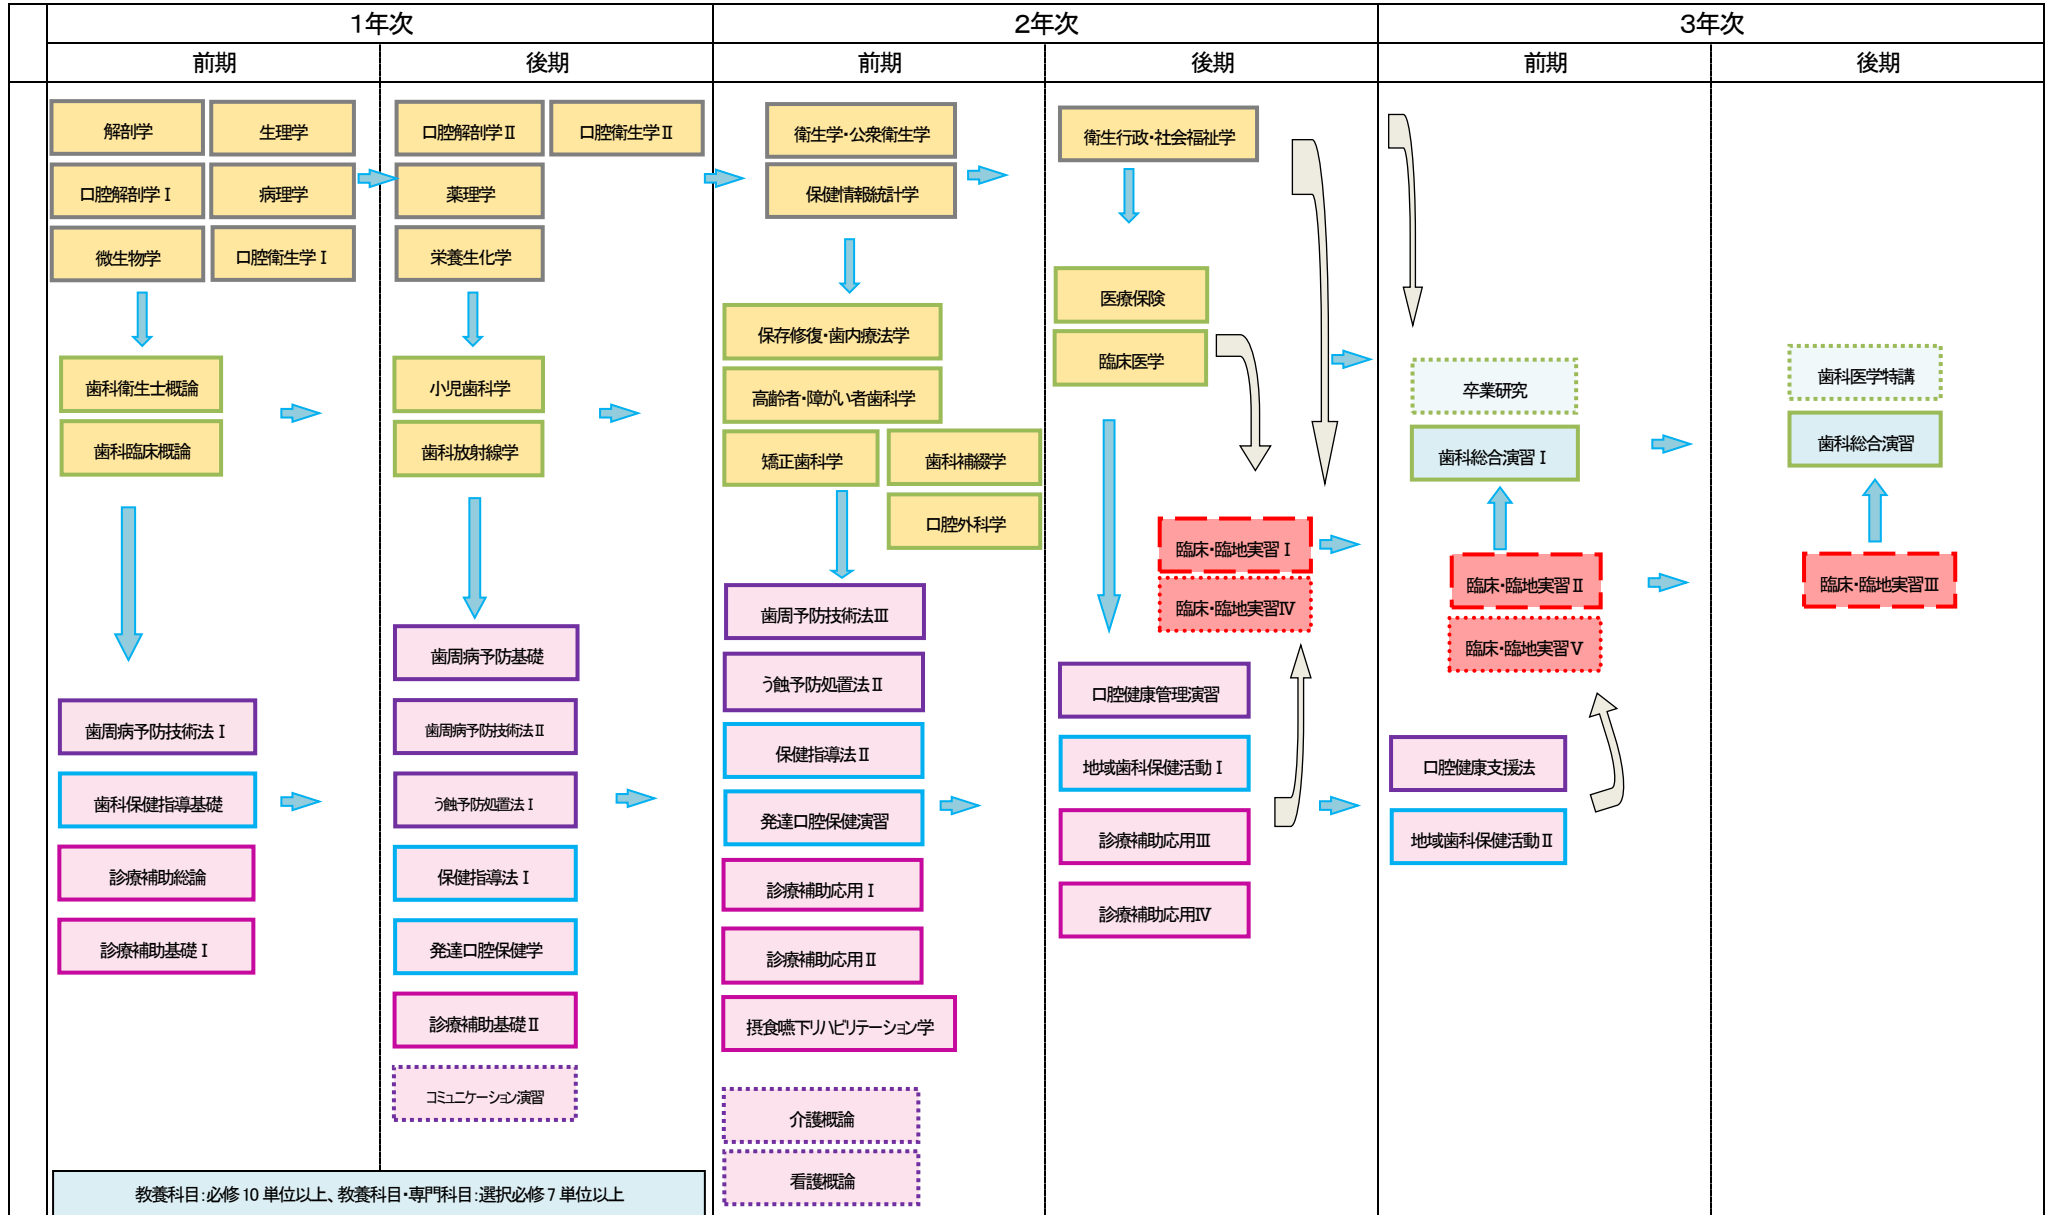 1年次
2年次
3年次
前期
後期
前期
後期
前期
後期
解剖学
生理学
口腔解剖学Ⅰ
病理学
微生物学
口腔衛生学Ⅰ
歯科衛生士概論
歯科臨床概論
歯周病予防技術法Ⅰ
歯科保健指導基礎
診療補助総論
診療補助基礎Ⅰ
口腔解剖学Ⅱ
口腔衛生学Ⅱ
薬理学
栄養生化学
小児歯科学
歯科放射線学
歯周病予防基礎
歯周病予防技術法Ⅱ
う蝕予防処置法Ⅰ
保健指導法Ⅰ
発達口腔保健学
診療補助基礎Ⅱ
コミュニケーション演習
教養科目:必修10単位以上、教養科目・専門科目:選択必修7単位以上
衛生学・公衆衛生学
保健情報統計学
保存修復・歯内療法学
高齢者・障がい者歯科学
矯正歯科学
歯科補綴学
口腔外科学
歯周予防技術法Ⅲ
う蝕予防処置法Ⅱ
保健指導法Ⅱ
発達口腔保健演習
診療補助応用Ⅰ
診療補助応用Ⅱ
摂食嚥下リハビリテーション学
介護概論
看護概論
衛生行政・社会福祉学
医療保険
臨床医学
臨床・臨地実習Ⅰ
臨床・臨地実習Ⅳ
口腔健康管理演習
地域歯科保健活動Ⅰ
診療補助応用Ⅲ
診療補助応用Ⅳ
卒業研究
歯科総合演習Ⅰ
臨床・臨地実習Ⅱ
臨床・臨地実習Ⅴ
口腔健康支援法
地域歯科保健活動Ⅱ
歯科医学特講
歯科総合演習
臨床・臨地実習Ⅲ